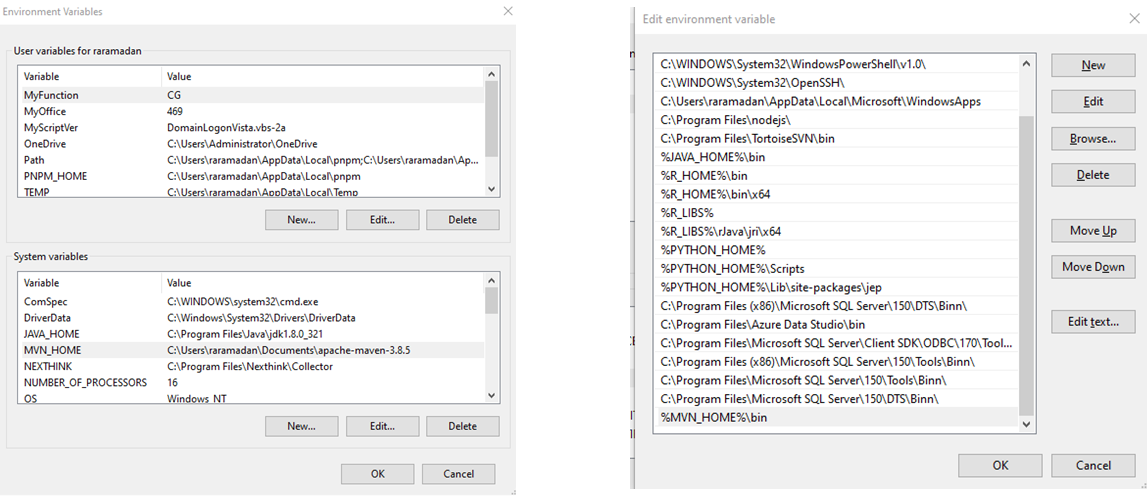 Environment Variables
User variables for raramadan
Variable Value
MyFunction CG
MyOffice 469
MyScriptVer DomainLogonVista.vbs-2a
OneDrive C:\Users\Administrator\OneDrive
Path C:\Users\raramadan\AppData\Local\pnpm;C:\Users\raramadan\Ap...
PNPM_HOME C:\Users\raramadan\AppData\Local\pnpm
TEMP C:\Users\raramadan\AppData\Local\Temp
New... Edit... Delete
System variables
Variable Value
ComSpec C:\WINDOWS\system32\cmd.exe
DriverData C:\Windows\System32\Drivers\DriverData
JAVA_HOME C:\Program Files\Java\jdk1.8.0_321
MVN_HOME C:\Users\raramadan\Documents\apache-maven-3.8.5
NEXTHINK C:\Program Files\Nexthink\Collector
NUMBER_OF_PROCESSORS 16
OS Windows_NT
New... Edit... Delete
OK Cancel
Edit environment variable
C:\WINDOWS\System32\WindowsPowerShell\v1.0\
C:\WINDOWS\System32\OpenSSH\
C:\Users\raramadan\AppData\Local\Microsoft\WindowsApps
C:\Program Files\nodejs\
C:\Program Files\TortoiseSVN\bin
%JAVA_HOME%\bin
%R_HOME%\bin
%R_HOME%\bin\x64
%R_LIBS%
%R_LIBS%\rJava\jri\x64
%PYTHON_HOME%
%PYTHON_HOME%\Scripts
%PYTHON_HOME%\Lib\site-packages\jep
C:\Program Files (x86)\Microsoft SQL Server\150\DTS\Binn\
C:\Program Files\Azure Data Studio\bin
C:\Program Files\Microsoft SQL Server\Client SDK\ODBC\170\Tool...
C:\Program Files (x86)\Microsoft SQL Server\150\Tools\Binn\
C:\Program Files\Microsoft SQL Server\150\Tools\Binn\
C:\Program Files\Microsoft SQL Server\150\DTS\Binn\
%MVN_HOME%\bin
New
Edit
Browse...
Delete
Move Up
Move Down
Edit text...
OK Cancel